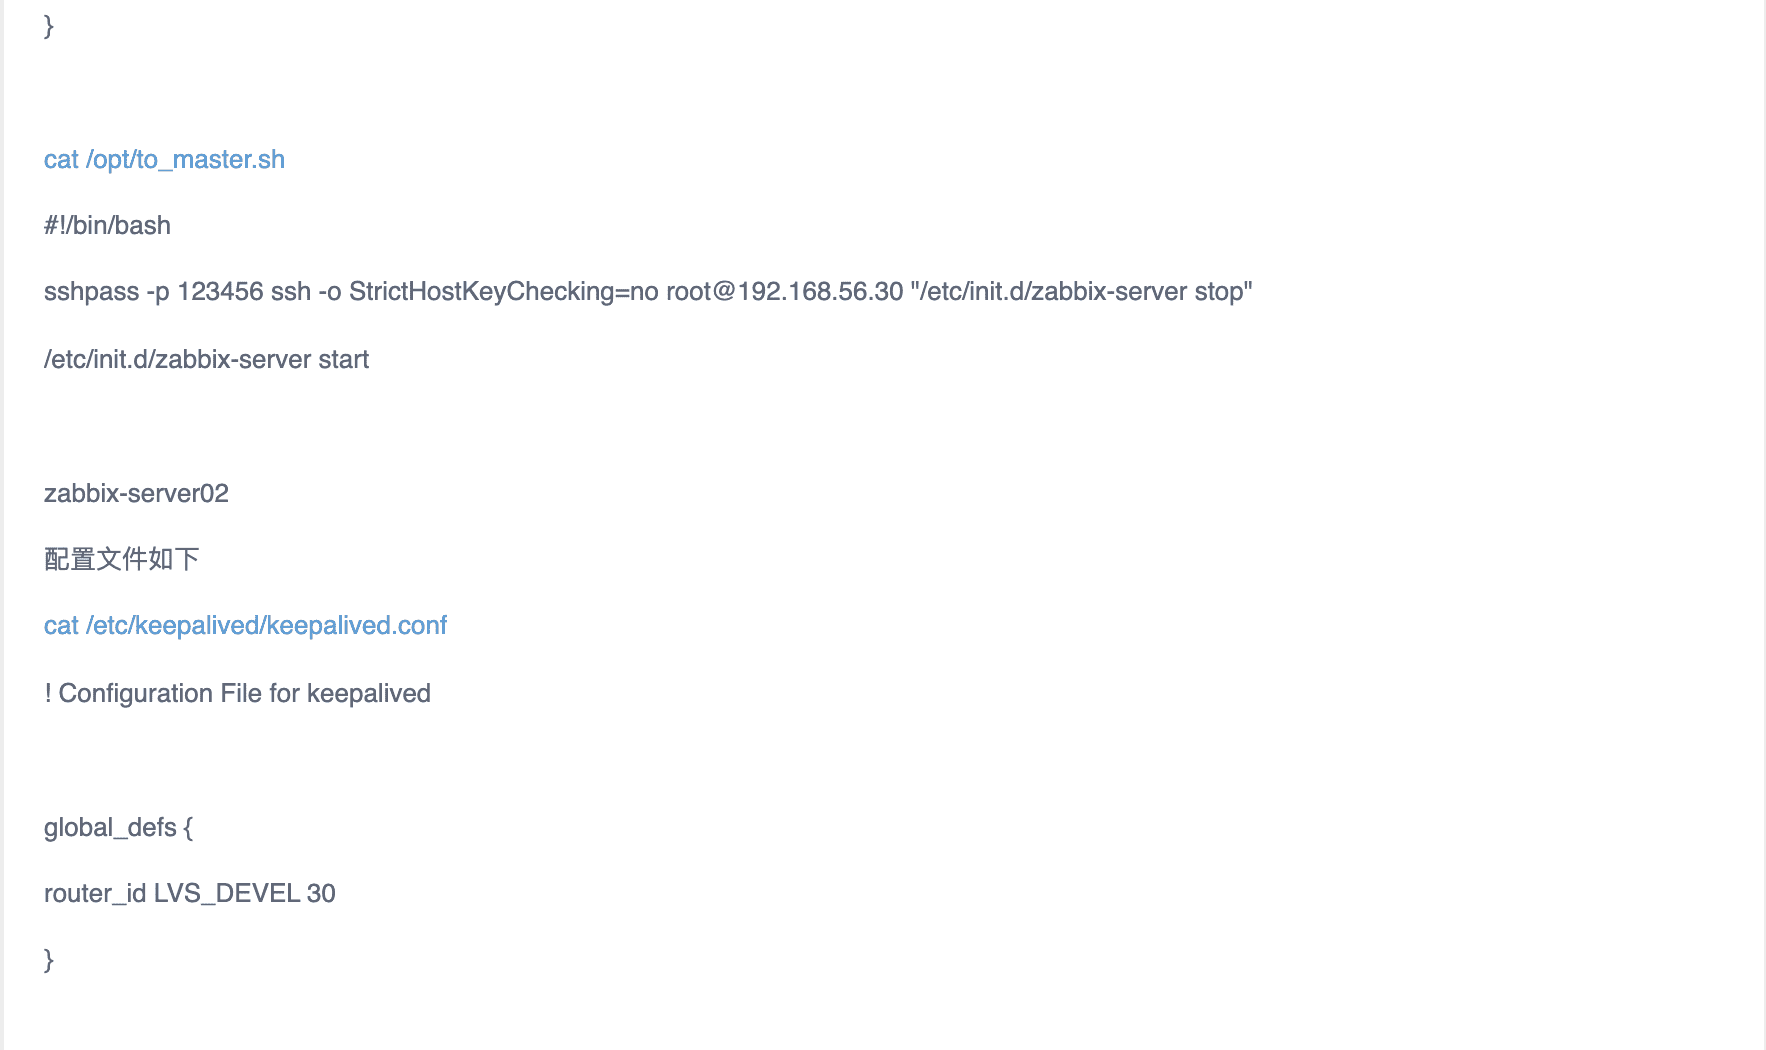 }
cat /opt/to_master.sh
#!/bin/bash
sshpass -p 123456 ssh -o StrictHostKeyChecking=no root@192.168.56.30 "/etc/init.d/zabbix-server stop"
/etc/init.d/zabbix-server start
zabbix-server02
配置文件如下
cat /etc/keepalived/keepalived.conf
! Configuration File for keepalived
global_defs {
router_id LVS_DEVEL 30
}